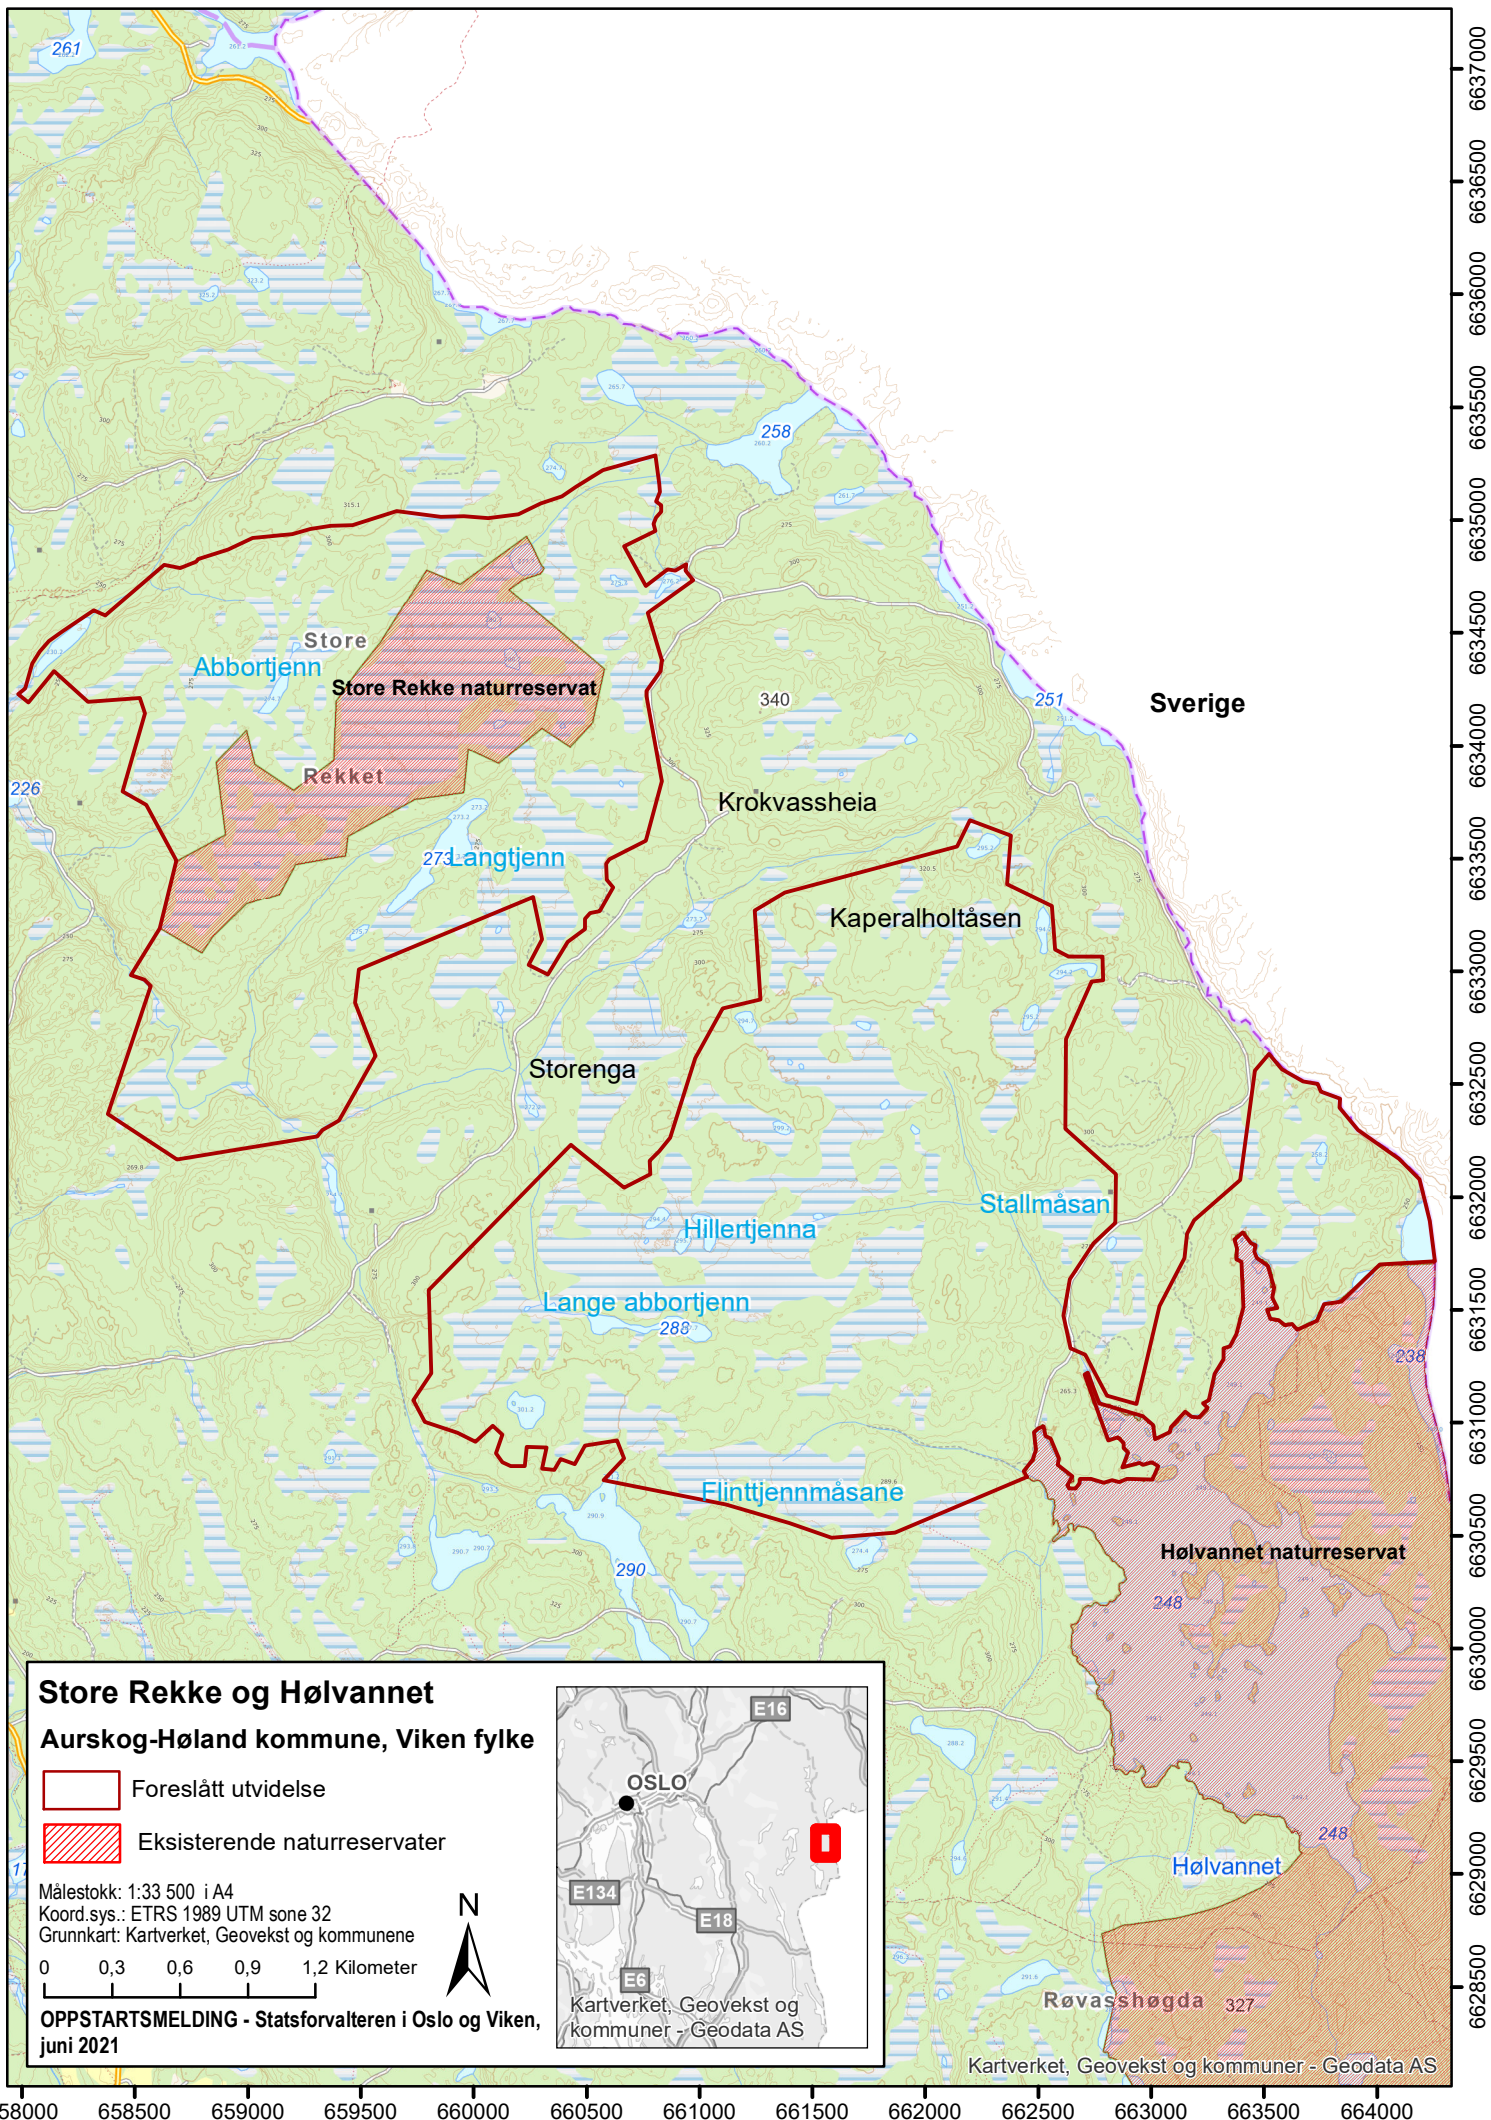 261
6637000
6636500
6636000
6635500
258
6635000
Store
6634500
Abbortjenn
Store Rekke naturreservat
340
251
Sverige
6634000
Rekket
226
Krokvassheia
273
Langtjenn
6633500
Kaperalholtåsen
6633000
Storenga
6632500
Stallmåsan
6632000
Hillertjenna
Lange abbortjenn
288
6631500
238
6631000
Flinttjennmåsane
6630500
Hølvannet naturreservat
290
248
6630000
Store Rekke og Hølvannet
Aurskog-Høland kommune, Viken fylke
Foreslått utvidelse
Eksisterende naturreservater
Målestokk: 1:33 500 i A4
Koord.sys.: ETRS 1989 UTM sone 32
Grunnkart: Kartverket, Geovekst og kommunene
0 0,3 0,6 0,9 1,2 Kilometer
N
OPPSTARTSMELDING - Statsforvalteren i Oslo og Viken,
juni 2021
E16
OSLO
E134
E18
E6
Kartverket, Geovekst og
kommuner - Geodata AS
6629500
248
Hølvannet
6629000
Røvasshøgda 327
6628500
Kartverket, Geovekst og kommuner - Geodata AS
58000 658500 659000 659500 660000 660500 661000 661500 662000 662500 663000 663500 664000